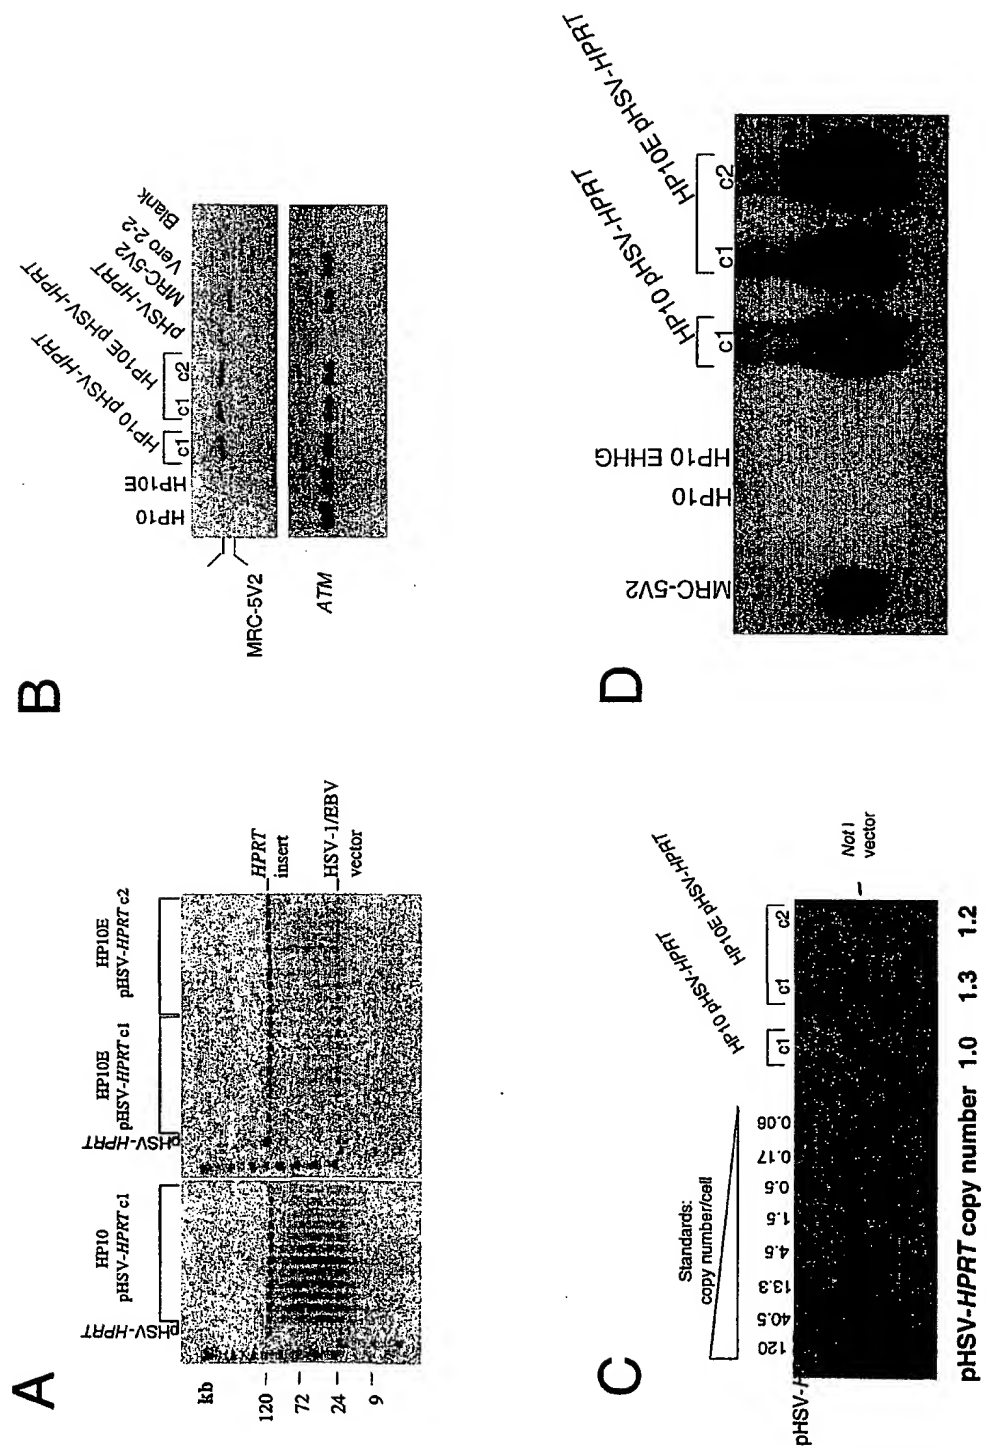 A
HP10
pHSV-HPRT c1
HP10E
pHSV-HPRT c1
HP10E
pHSV-HPRT c2
pHSV-HPRT
pHSV-HPRT
kb
120
72
24
9
HPRT
insert
HSV-1/EBV
vector
B
HP10
HP10E
HP10 pHSV-HPRT
c1
HP10E pHSV-HPRT
c1
c2
pHSV-HPRT
MRC-5V2
Vero 2-2
Blank
MRC-5V2
ATM
C
Standards:
copy number/cell
120
40.5
13.3
4.5
1.5
0.5
0.17
0.06
HP10 pHSV-HPRT
c1
HP10E pHSV-HPRT
c1
c2
pHSV-H
Not I
vector
pHSV-HPRT copy number 1.0 1.3 1.2
D
MRC-5V2
HP10
HP10 EHHG
HP10 pHSV-HPRT
c1
HP10E pHSV-HPRT
c1
c2